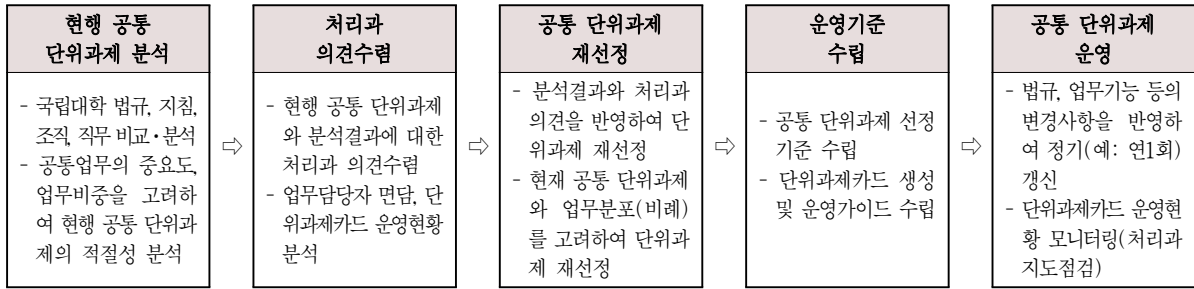 현행 공통
단위과제 분석
- 국립대학 법규, 지침,
조직, 직무 비교·분석
- 공통업무의 중요도,
업무비중을 고려하
여 현행 공통 단위과
제의 적절성 분석
⇨
처리과
의견수렴
- 현행 공통 단위과제
와 분석결과에 대한
처리과 의견수렴
- 업무담당자 면담, 단
위과제카드 운영현황
분석
⇨
공통 단위과제
재선정
- 분석결과와 처리과
의견을 반영하여 단
위과제 재선정
- 현재 공통 단위과제
와 업무분포(비례)
를 고려하여 단위과
제 재선정
⇨
운영기준
수립
- 공통 단위과제 선정
기준 수립
- 단위과제카드 생성
및 운영가이드 수립
⇨
공통 단위과제
운영
- 법규, 업무기능 등의
변경사항을 반영하
여 정기(예: 연1회)
갱신
- 단위과제카드 운영현
황 모니터링(처리과
지도점검)